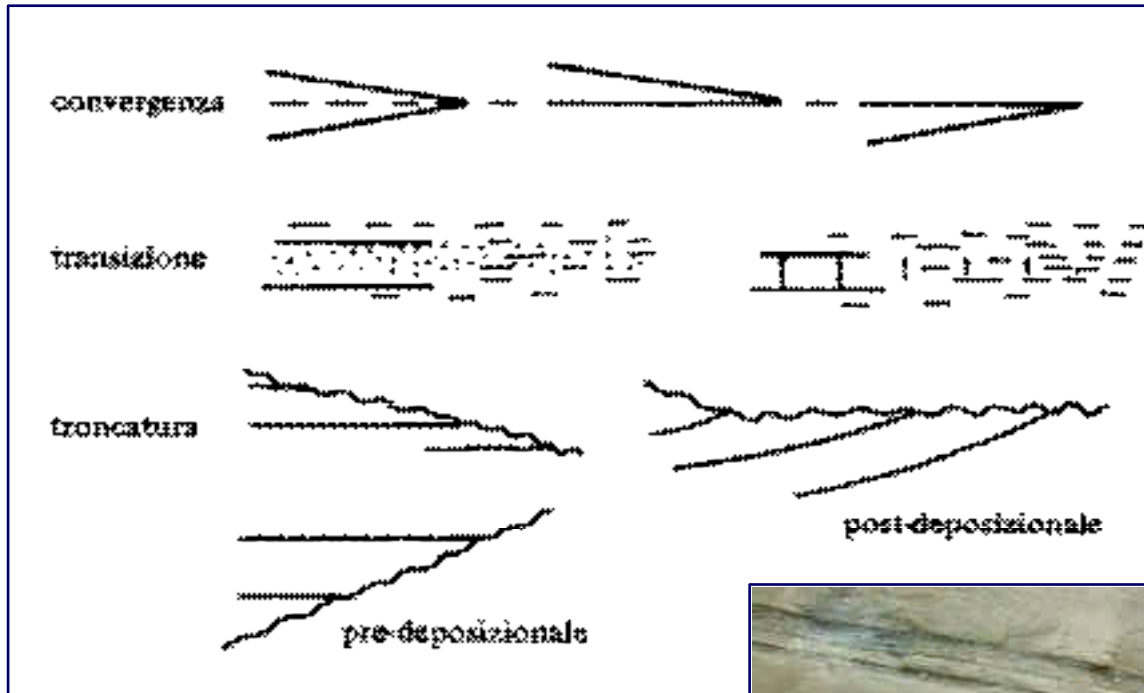 convergenza
transizione
troncatura
post-deposizionale
pre-deposizionale